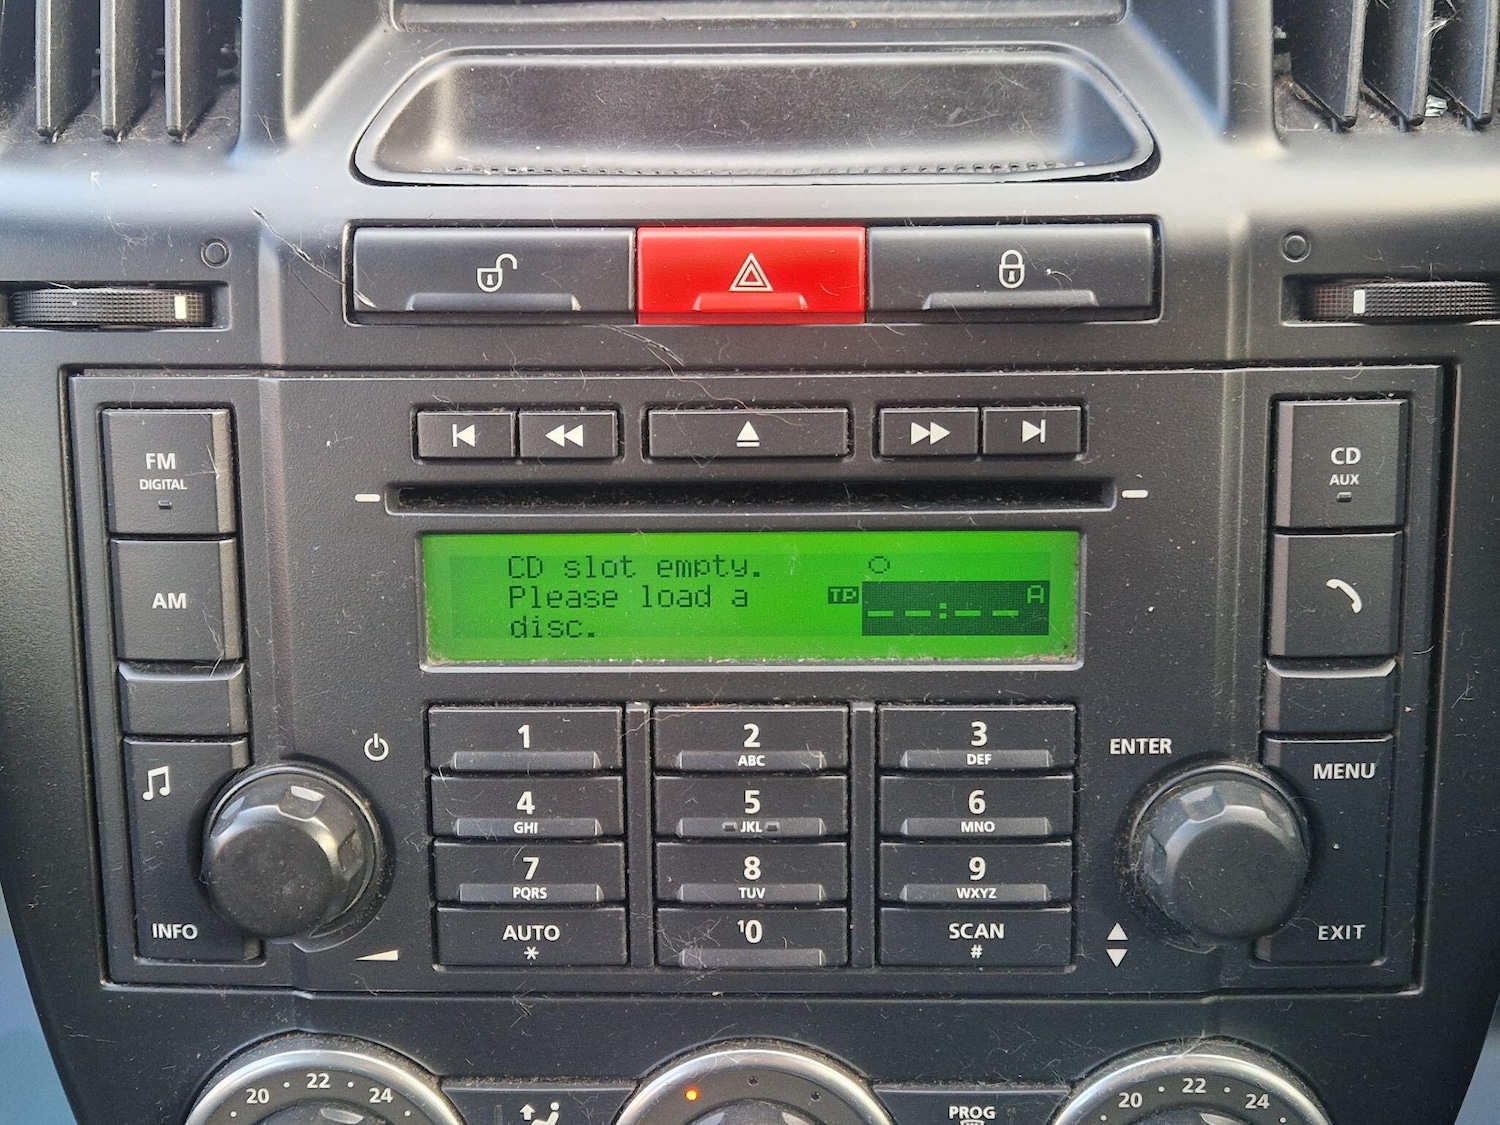 FM
DIGITAL
CD
AUX
CD slot empty.
Please load a
disc.
TP
--:--
A
AM
1
2
ABC
3
DEF
ENTER
MENU
4
GHI
5
JKL
6
MNO
7
PQRS
8
TUV
9
WXYZ
INFO
AUTO
*
10
SCAN
#
EXIT
20 · 22 · 24
PROG
20 · 22 · 24